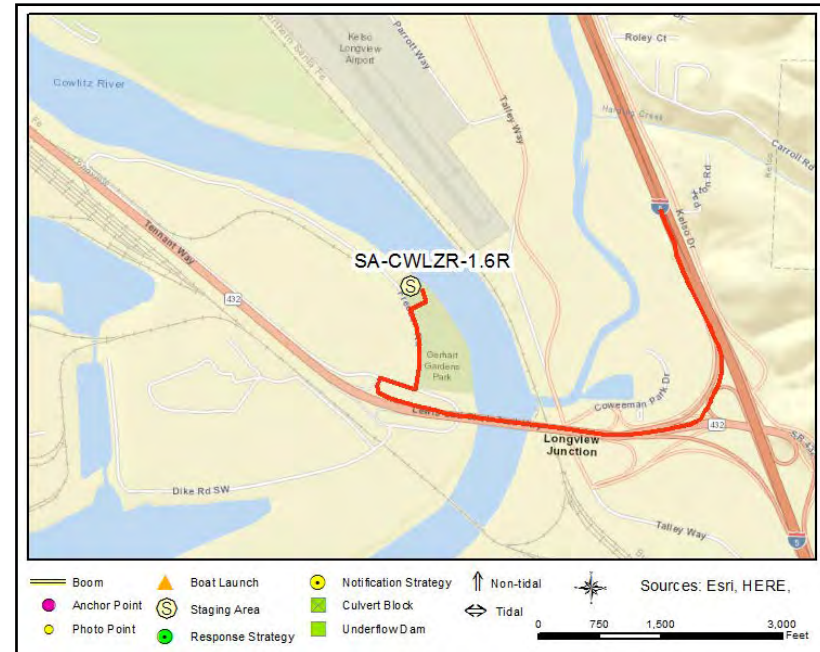 Kelso
Longview
Airport
Parrott Way
Roley Ct
Cowlitz River
Talley Way
Carroll Rd
Kelso Dr
Tennant Way
432
SA-CWLZR-1.6R
Gerhart
Gardens
Park
Coweeman Park Dr
432
SR 432
Longview
Junction
Dike Rd SW
Talley Way
5
Boom
Boat Launch
Notification Strategy
Non-tidal
Sources: Esri, HERE,
Anchor Point
S
Staging Area
Culvert Block
Tidal
Photo Point
Response Strategy
Underflow Dam
0
750
1,500
3,000
Feet